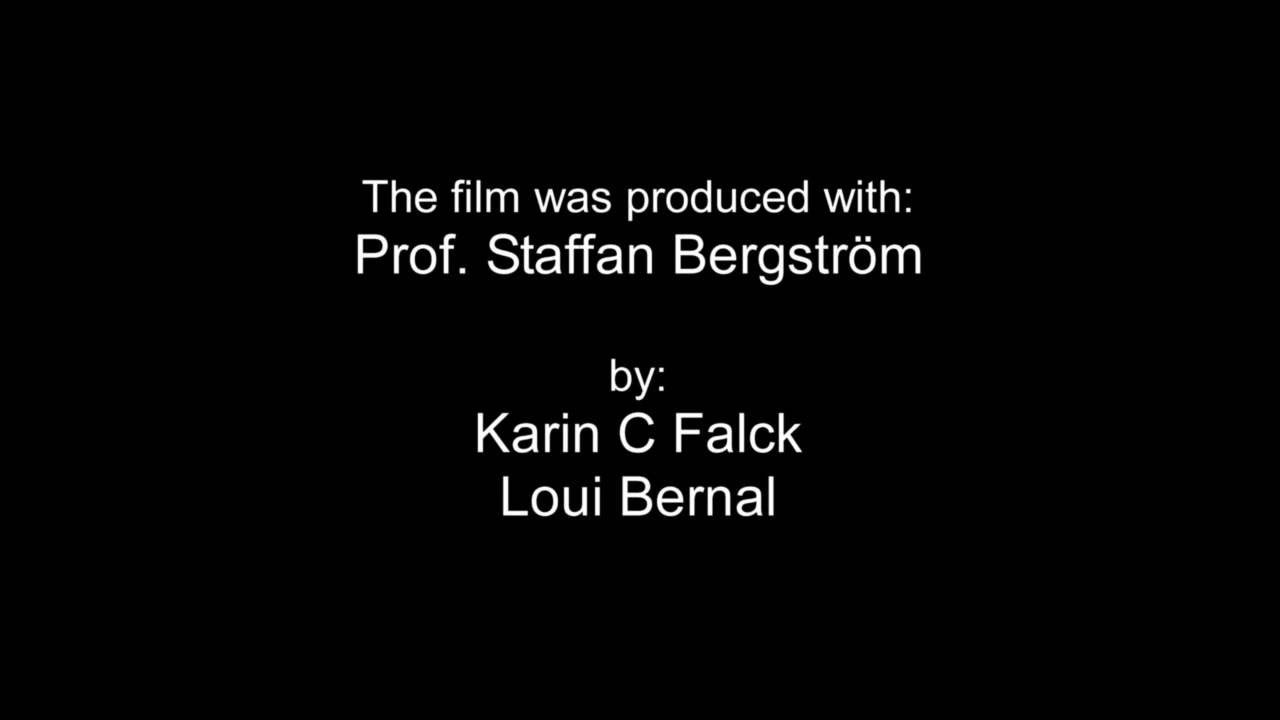 The film was produced with:
Prof. Staffan Bergström
by:
Karin C Falck
Loui Bernal